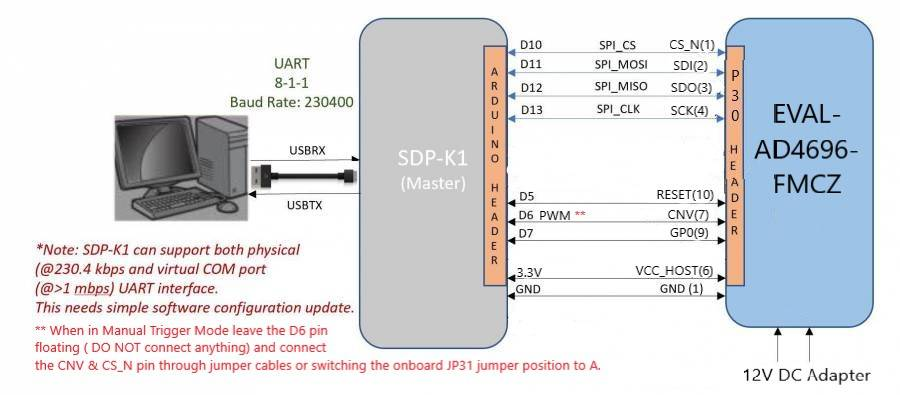 UART
8-1-1
Baud Rate: 230400
USBRX
USBTX
SDP-K1
(Master)
ARDUINO HEADER
D10 SPI_CS CS_N(1)
D11 SPI_MOSI SDI(2)
D12 SPI_MISO SDO(3)
D13 SPI_CLK SCK(4)
D5 RESET(10)
D6 PWM ** CNV(7)
D7 GP0(9)
3.3V VCC_HOST(6)
GND GND (1)
P30 HEADER
EVAL-
AD4696-
FMCZ
12V DC Adapter
*Note: SDP-K1 can support both physical
(@230.4 kbps and virtual COM port
(@>1 mbps) UART interface.
This needs simple software configuration update.
** When in Manual Trigger Mode leave the D6 pin
floating ( DO NOT connect anything) and connect
the CNV & CS_N pin through jumper cables or switching the onboard JP31 jumper position to A.